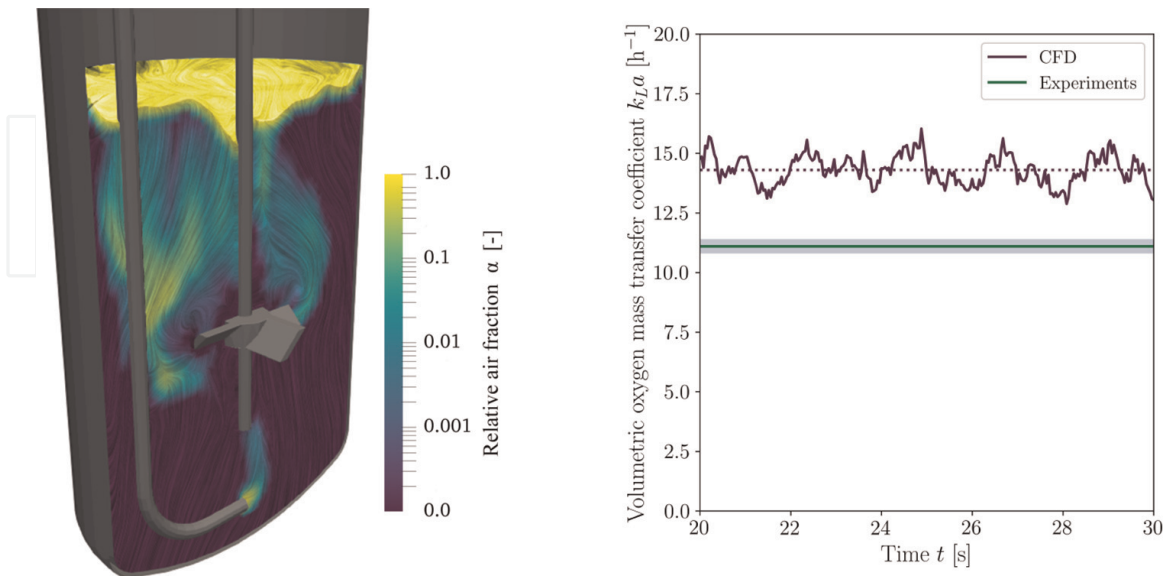 1.0
0.1
0.01
0.001
0.0
Relative air fraction α [-]
Volumetric oxygen mass transfer coefficient k_L a [h⁻¹]
20.0
17.5
15.0
12.5
10.0
7.5
5.0
2.5
0.0
CFD
Experiments
20 22 24 26 28 30
Time t [s]